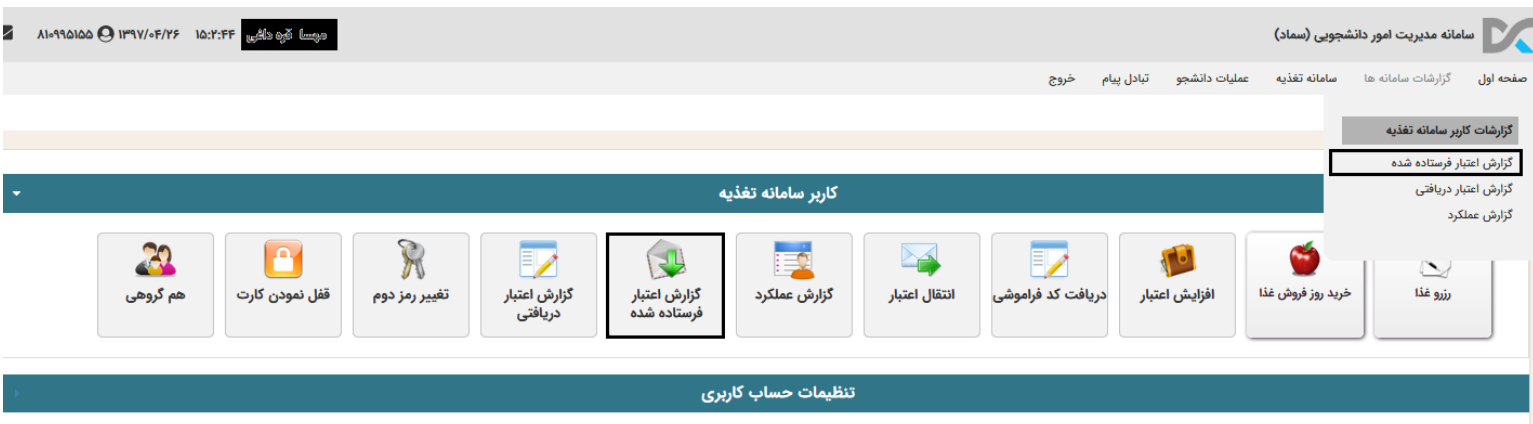 سامانه مدیریت امور دانشجویی (سماد)
مهسا قره داغی ۱۵:۲:۴۴ ۱۳۹۷/۰۴/۲۶ ۸۱۰۹۹۵۱۵۵
صفحه اول گزارشات سامانه ها سامانه تغذیه عملیات دانشجو تبادل پیام خروج
گزارشات کاربر سامانه تغذیه
گزارش اعتبار فرستاده شده
گزارش اعتبار دریافتی
گزارش عملکرد
کاربر سامانه تغذیه
رزرو غذا
خرید روز فروش غذا
افزایش اعتبار
دریافت کد فراموشی
انتقال اعتبار
گزارش عملکرد
گزارش اعتبار
فرستاده شده
گزارش اعتبار
دریافتی
تغییر رمز دوم
قفل نمودن کارت
هم گروهی
تنظیمات حساب کاربری